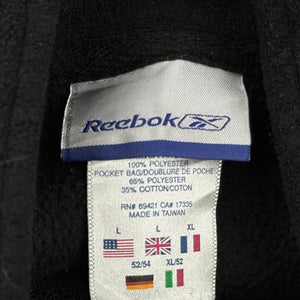 Reebok
100% POLYESTER
POCKET BAG/DOUBLURE DE POCHE
65% POLYESTER
35% COTTON/COTON
RN# 69421 CA# 17335
MADE IN TAIWAN
L L XL
52/54 XL/52